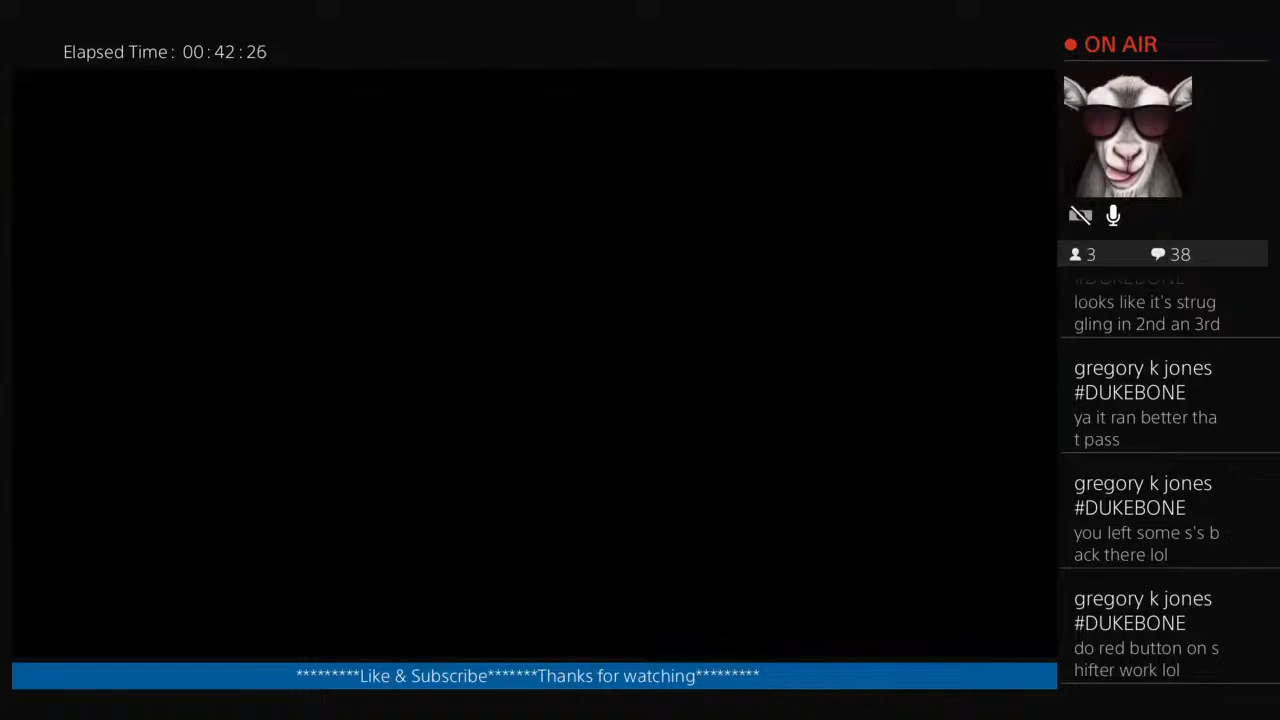 Elapsed Time: 00:42:26
ON AIR
3 38
#DUKEBONE
looks like it's strug
gling in 2nd an 3rd
gregory k jones
#DUKEBONE
ya it ran better tha
t pass
gregory k jones
#DUKEBONE
you left some s's b
ack there lol
gregory k jones
#DUKEBONE
do red button on s
hifter work lol
*********Like & Subscribe*******Thanks for watching*********